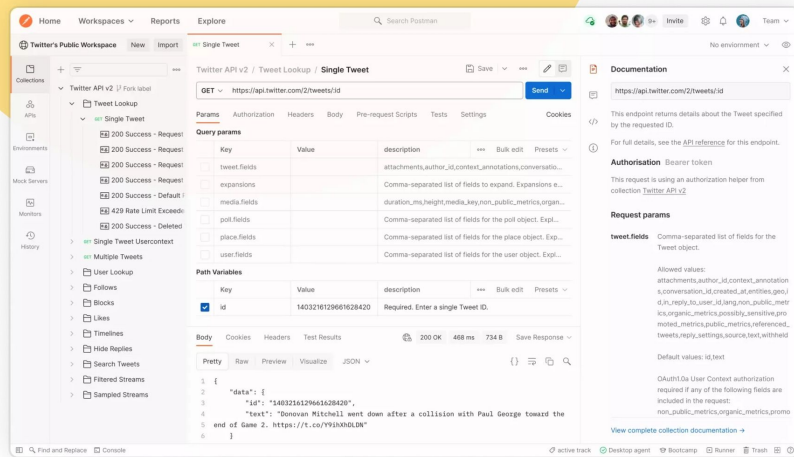 Home
Workspaces
Reports
Explore
Search Postman
9+
Invite
Team
Twitter's Public Workspace
New
Import
GET Single Tweet
No enviornment
Collections
APIs
Environments
Mock Servers
Monitors
History
Twitter API v2
Fork label
Tweet Lookup
GET Single Tweet
e.g. 200 Success - Request
e.g. 200 Success - Request
e.g. 200 Success - Request
e.g. 200 Success - Request
e.g. 200 Success - Default
e.g. 429 Rate Limit Exceede
e.g. 200 Success - Deleted
GET Single Tweet Usercontext
GET Multiple Tweets
User Lookup
Follows
Blocks
Likes
Timelines
Hide Replies
Search Tweets
Filtered Streams
Sampled Streams
Twitter API v2 / Tweet Lookup / Single Tweet
Save
GET
https://api.twitter.com/2/tweets/:id
Send
Params Authorization Headers Body Pre-request Scripts Tests Settings Cookies
Query params
Key Value description Bulk edit Presets
tweet.fields attachments,author_id,context_annotations,conversatio...
expansions Comma-separated list of fields to expand. Expansions e...
media.fields duration_ms,height,media_key,non_public_metrics,organ...
poll.fields Comma-separated list of fields for the poll object. Expl...
place.fields Comma-separated list of fields for the place object. Exp...
user.fields Comma-separated list of fields for the user object. Expl...
Path Variables
Key Value description Bulk edit Presets
id 1403216129661628420 Required. Enter a single Tweet ID.
Body Cookies Headers Test Results 200 OK 468 ms 734 B Save Response
Pretty Raw Preview Visualize JSON
1 {
2 "data": {
3 "id": "1403216129661628420",
4 "text": "Donovan Mitchell went down after a collision with Paul George toward the
5 end of Game 2. https://t.co/Y9ihXhDLDN"
6 }
Documentation
https://api.twitter.com/2/tweets/:id
This endpoint returns details about the Tweet specified
by the requested ID.
For full details, see the API reference for this endpoint.
Authorisation Bearer token
This request is using an authorization helper from
collection Twitter API v2
Request params
tweet.fields Comma-separated list of fields for the
Tweet object.
Allowed values:
attachments,author_id,context_annotation
s,conversation_id,created_at,entities,geo,i
d,in_reply_to_user_id,lang,non_public_metr
ics,organic_metrics,possibly_sensitive,pro
moted_metrics,public_metrics,referenced_
tweets,reply_settings,source,text,withheld
Default values: id,text
OAuth1.0a User Context authorization
required if any of the following fields are
included in the request:
non_public_metrics,organic_metrics,promo
View complete collection documentation →
Find and Replace
Console
active track
Desktop agent
Bootcamp
Runner
Trash